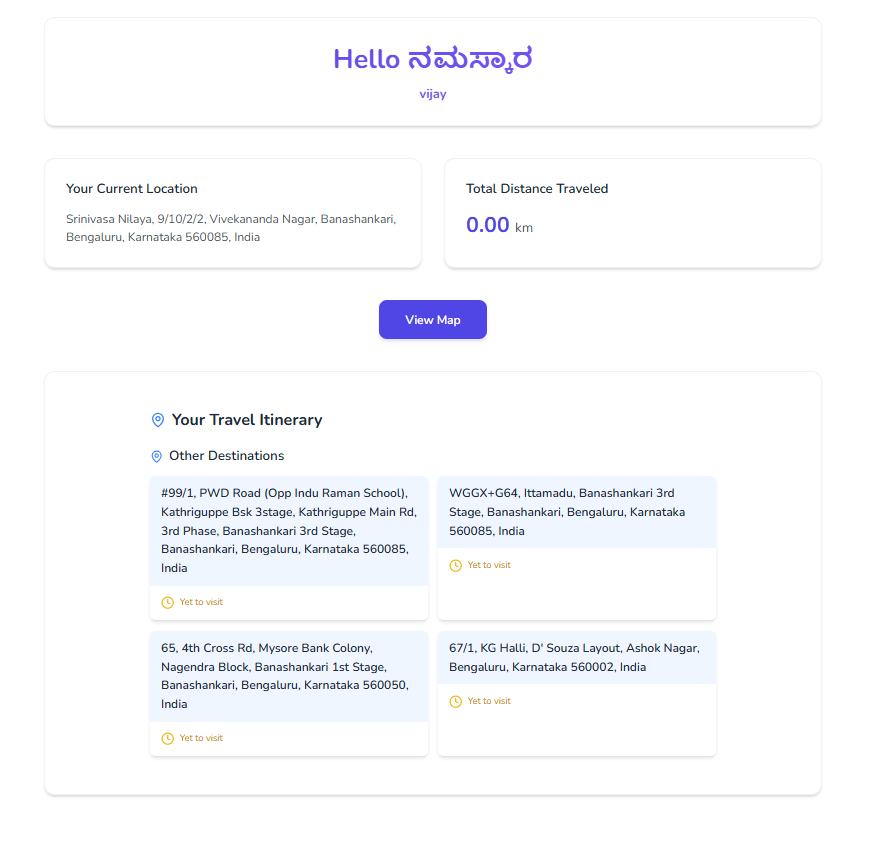 Hello ನಮಸ್ಕಾರ
vijay
Your Current Location
Srinivasa Nilaya, 9/10/2/2, Vivekananda Nagar, Banashankari,
Bengaluru, Karnataka 560085, India
Total Distance Traveled
0.00 km
View Map
Your Travel Itinerary
Other Destinations
#99/1, PWD Road (Opp Indu Raman School),
Kathriguppe Bsk 3stage, Kathriguppe Main Rd,
3rd Phase, Banashankari 3rd Stage,
Banashankari, Bengaluru, Karnataka 560085,
India
Yet to visit
WGGX+G64, Ittamadu, Banashankari 3rd
Stage, Banashankari, Bengaluru, Karnataka
560085, India
Yet to visit
65, 4th Cross Rd, Mysore Bank Colony,
Nagendra Block, Banashankari 1st Stage,
Banashankari, Bengaluru, Karnataka 560050,
India
Yet to visit
67/1, KG Halli, D' Souza Layout, Ashok Nagar,
Bengaluru, Karnataka 560002, India
Yet to visit